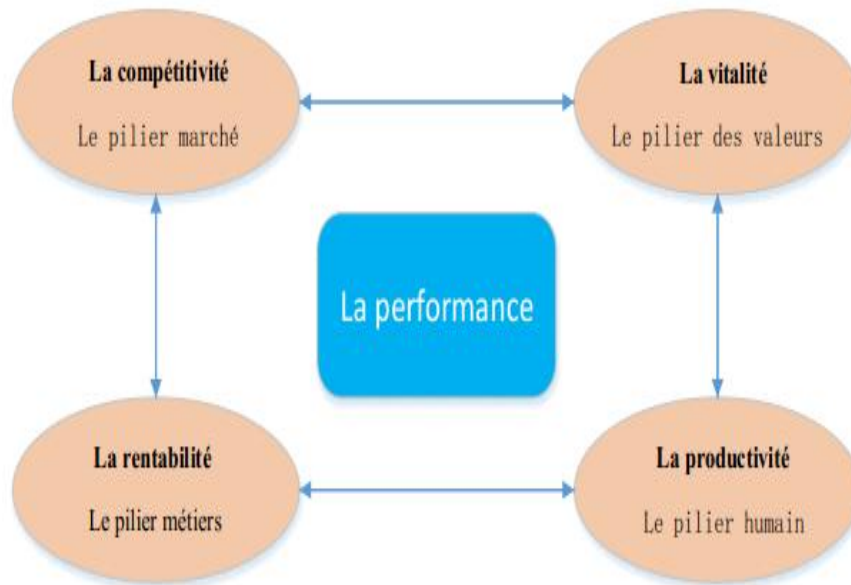 La compétitivité
Le pilier marché
La vitalité
Le pilier des valeurs
La performance
La rentabilité
Le pilier métiers
La productivité
Le pilier humain